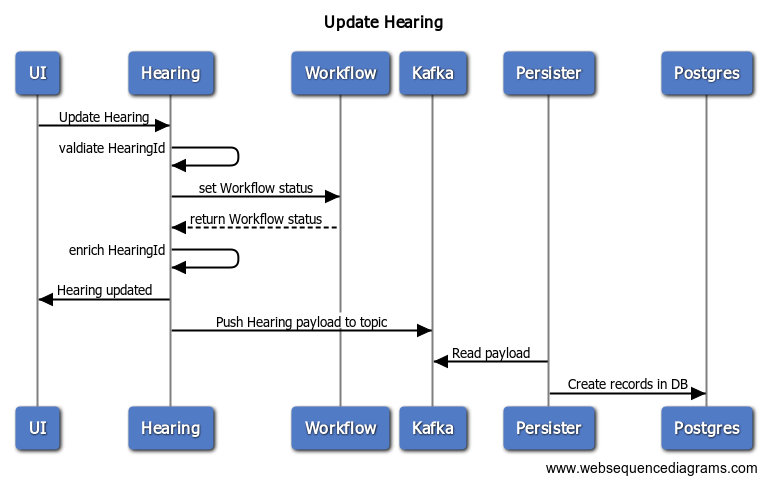 Update Hearing
UI Hearing Workflow Kafka Persister Postgres
Update Hearing
valdiate HearingId
set Workflow status
return Workflow status
enrich HearingId
Hearing updated
Push Hearing payload to topic
Read payload
Create records in DB
UI Hearing Workflow Kafka Persister Postgres
www.websequencediagrams.com